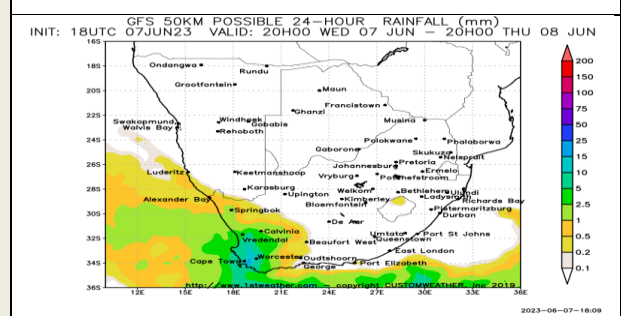 GFS 50KM POSSIBLE 24-HOUR RAINFALL (mm)
INIT: 18UTC 07JUN23 VALID: 20H00 WED 07 JUN - 20H00 THU 08 JUN
16S
18S
20S
22S
24S
26S
28S
30S
32S
34S
36S
12E 15E 18E 21E 24E 27E 30E 33E 36E
Ondangwa
Rundu
Grootfontein
Maun
Francistown
Ghanzi
Swakopmund
Walvis Bay
Windhoek
Gobabis
Rehoboth
Musina
Polokwane
Phalaborwa
Gaborone
Skukuza
Nelspruit
Johannesburg
Pretoria
Luderitz
Keetmanshoop
Vryburg
Potchefstroom
Ermelo
Karasburg
Upington
Welkom
Bethlehem
Ulundi
Kimberley
Ladysmith
Richards Bay
Alexander Bay
Bloemfontein
Springbok
Pietermaritzburg
Durban
De Aar
Calvinia
Vredendal
Umtata
Port St Johns
Beaufort West
Queenstown
East London
Cape Town
Worcester
Oudtshoorn
George
Port Elizabeth
http://www.1stweather.com - copyright CUSTOMWEATHER, inc 2019
200
150
100
75
50
25
15
10
5
2.5
1
0.5
0.2
0.1
2023-06-07-18:09